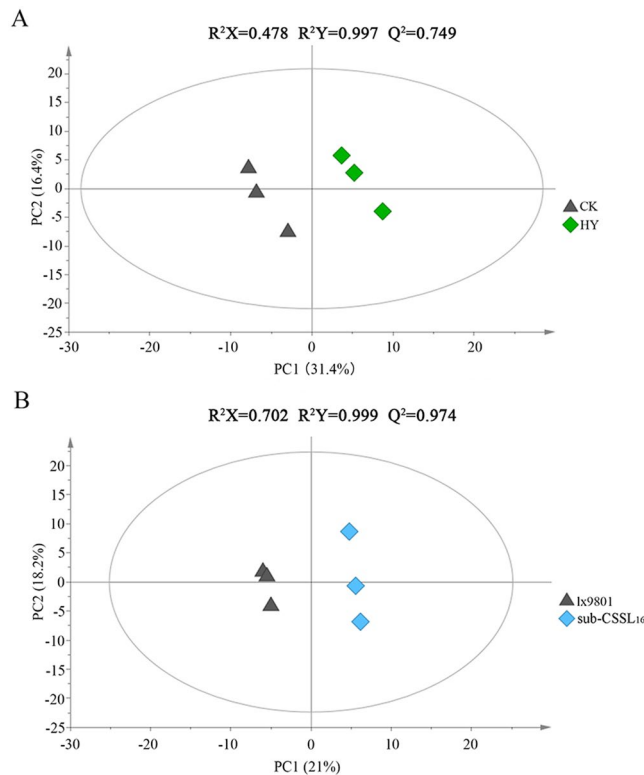 A
R²X=0.478 R²Y=0.997 Q²=0.749
20
15
10
5
0
-5
-10
-15
-20
-25
PC2 (16.4%)
-30
-20
-10
0
10
20
PC1 (31.4%)
CK
HY
B
R²X=0.702 R²Y=0.999 Q²=0.974
20
15
10
5
0
-5
-10
-15
-20
-25
PC2 (18.2%)
-30
-20
-10
0
10
20
PC1 (21%)
lx9801
sub-CSSL₁₆